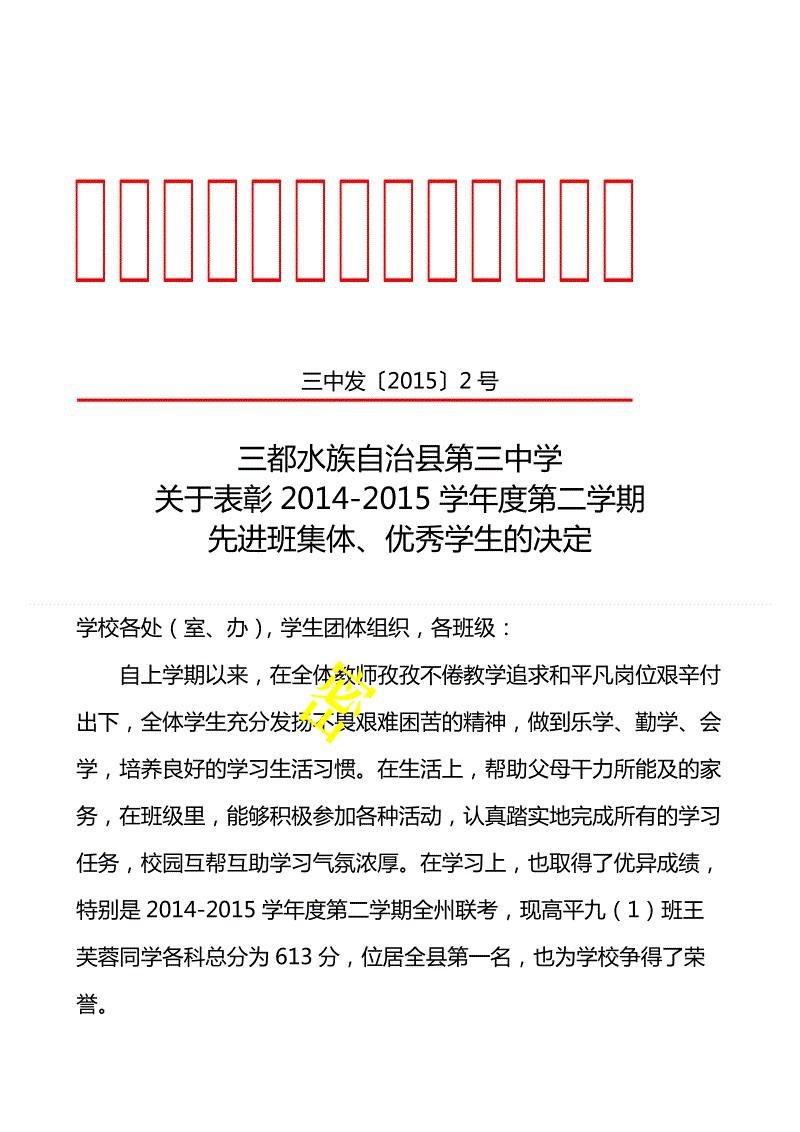 三中发〔2015〕2 号
三都水族自治县第三中学
关于表彰 2014-2015 学年度第二学期
先进班集体、优秀学生的决定
学校各处（室、办），学生团体组织，各班级：
自上学期以来，在全体教师孜孜不倦教学追求和平凡岗位艰辛付
出下，全体学生充分发扬不畏艰难困苦的精神，做到乐学、勤学、会
学，培养良好的学习生活习惯。在生活上，帮助父母干力所能及的家
务，在班级里，能够积极参加各种活动，认真踏实地完成所有的学习
任务，校园互帮互助学习气氛浓厚。在学习上，也取得了优异成绩，
特别是 2014-2015 学年度第二学期全州联考，现高平九（1）班王
芙蓉同学各科总分为 613 分，位居全县第一名，也为学校争得了荣
誉。